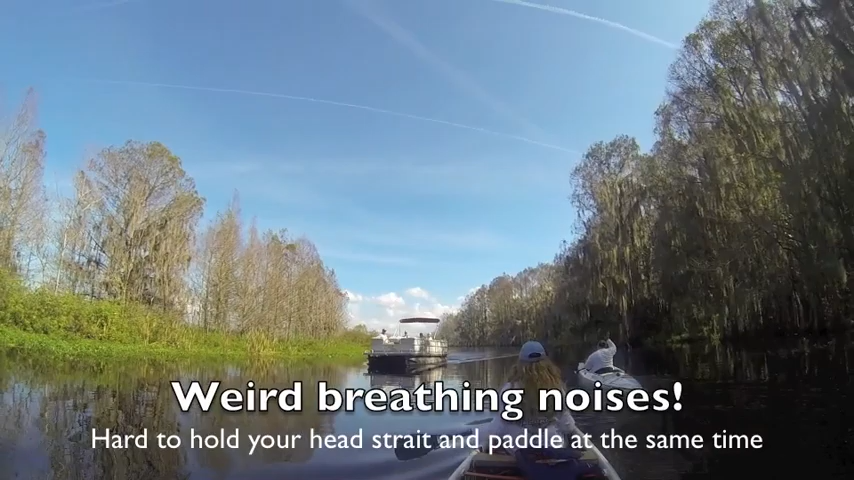 Weird breathing noises!
Hard to hold your head strait and paddle at the same time